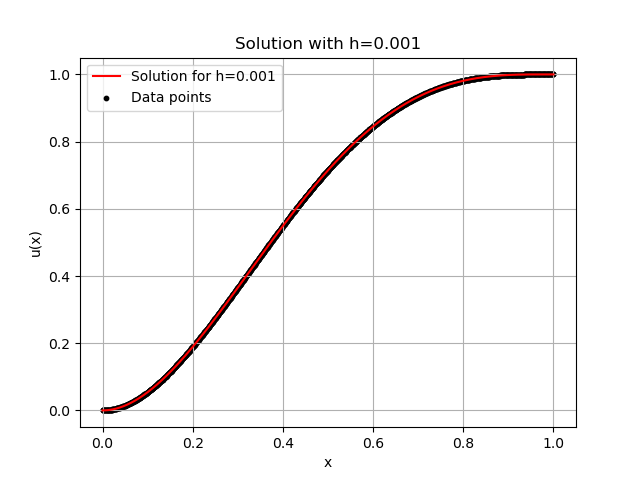 Solution with h=0.001
Solution for h=0.001
Data points
1.0
0.8
0.6
0.4
0.2
0.0
u(x)
0.0 0.2 0.4 0.6 0.8 1.0
x